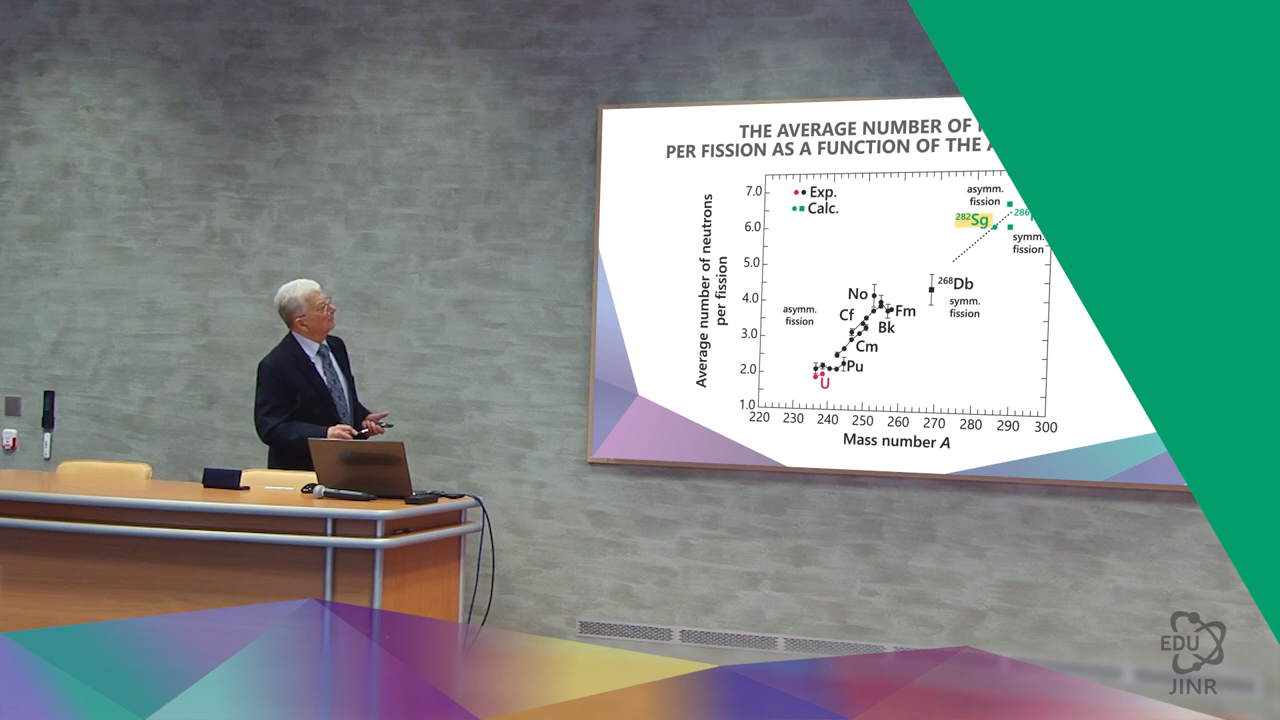 THE AVERAGE NUMBER OF
PER FISSION AS A FUNCTION OF THE
Average number of neutrons
per fission
7.0
6.0
5.0
4.0
3.0
2.0
1.0
Exp.
Calc.
asymm.
fission
²⁸²Sg
²⁸⁶
symm.
fission
²⁶⁸Db
symm.
fission
asymm.
fission
No
Cf
Fm
Bk
Cm
Pu
U
220 230 240 250 260 270 280 290 300
Mass number A
EDU
JINR